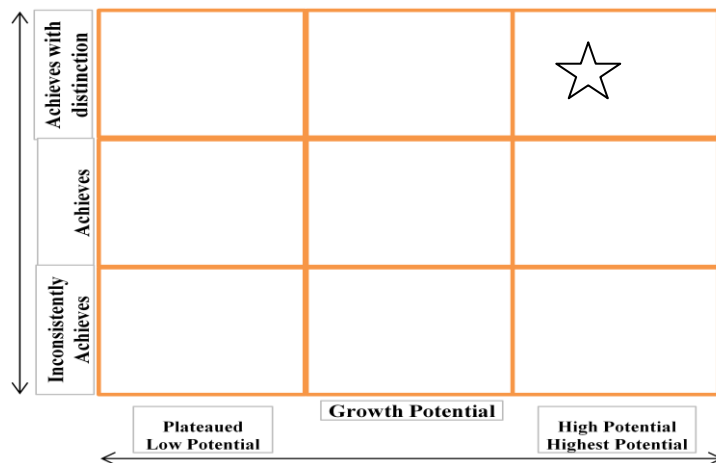 Achieves with
distinction
Achieves
Inconsistently
Achieves
Growth Potential
Plateaued
Low Potential
High Potential
Highest Potential